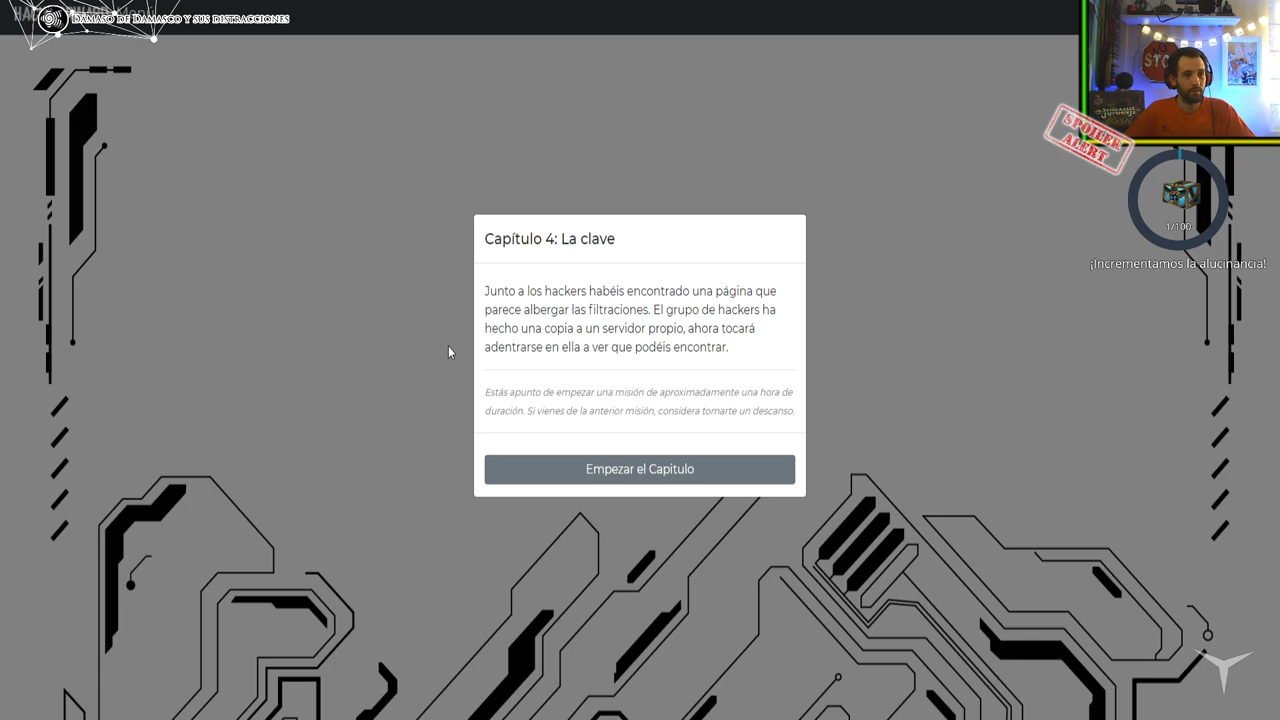 Dámaso de Damasco y sus distracciones
STOP
JUMANJI
SPOILER
ALERT
1/100
¡Incrementamos la alucinancia!
Capítulo 4: La clave
Junto a los hackers habéis encontrado una página que
parece albergar las filtraciones. El grupo de hackers ha
hecho una copia a un servidor propio, ahora tocará
adentrarse en ella a ver que podéis encontrar.
Estás apunto de empezar una misión de aproximadamente una hora de
duración. Si vienes de la anterior misión, considera tomarte un descanso.
Empezar el Capitulo